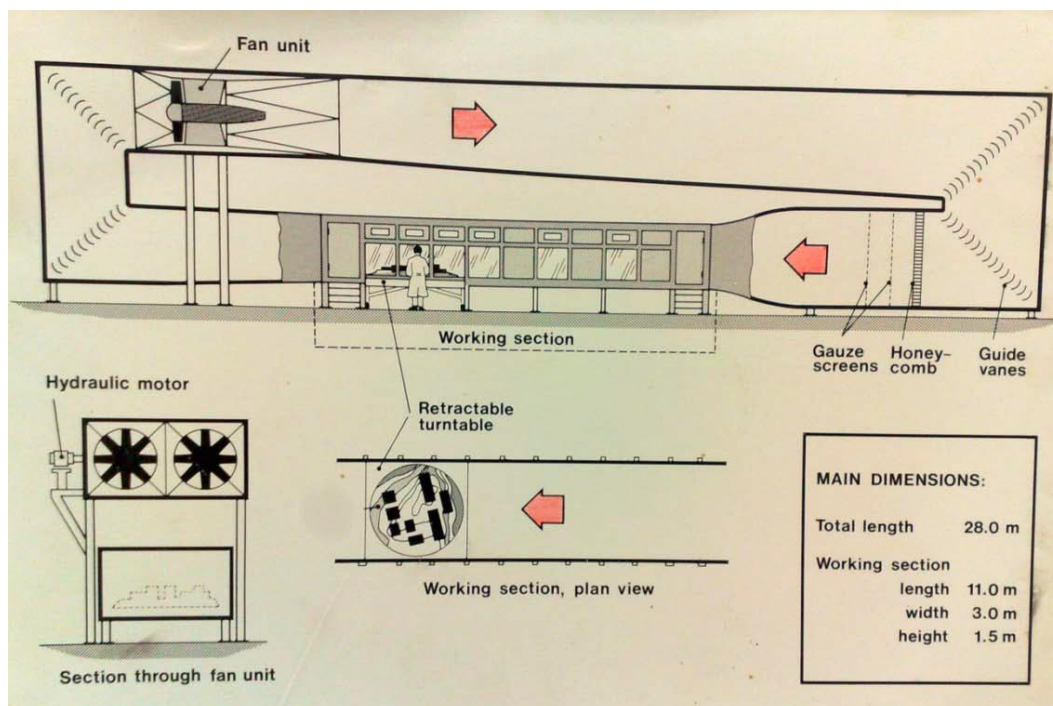 Fan unit
Working section
Gauze
screens
Honey-
comb
Guide
vanes
Hydraulic motor
Retractable
turntable
Working section, plan view
Section through fan unit
MAIN DIMENSIONS:
Total length 28.0 m
Working section
length 11.0 m
width 3.0 m
height 1.5 m